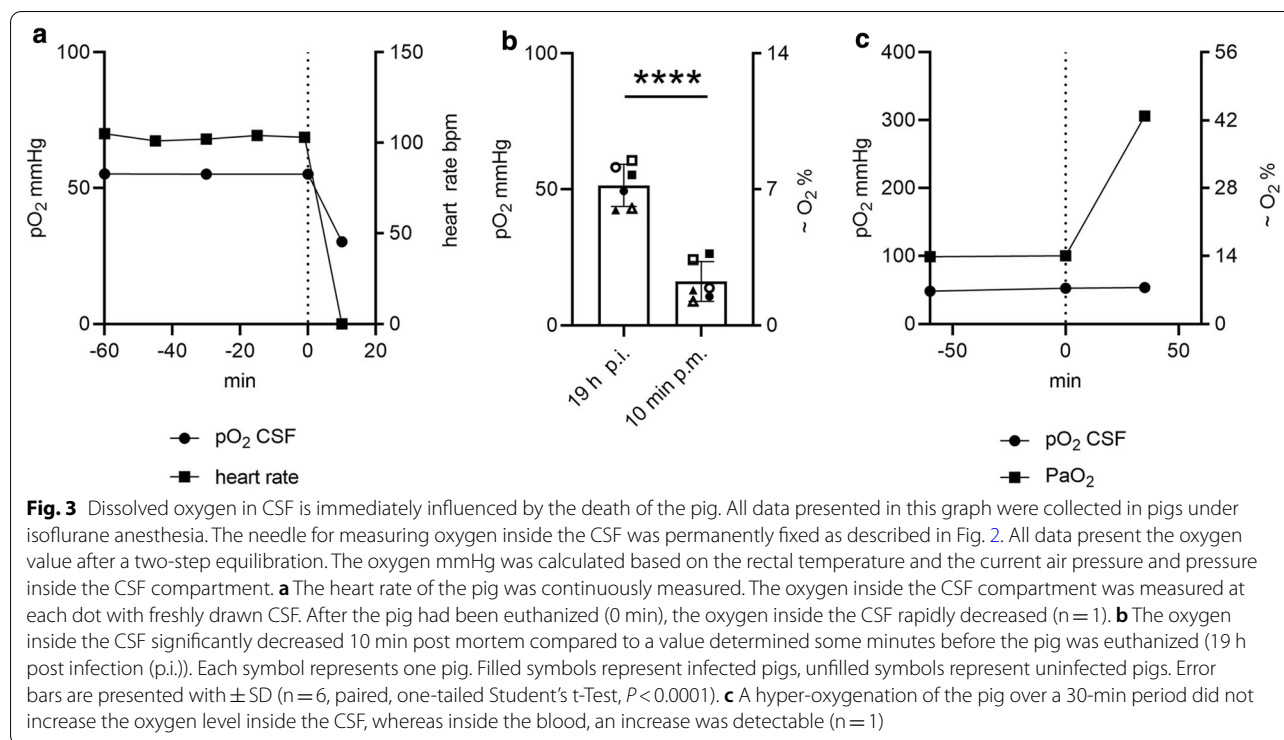 a
100
50
0
pO2 mmHg
150
100
50
0
heart rate bpm
-60
-40
-20
0
20
min
pO2 CSF
heart rate
b
****
100
50
0
pO2 mmHg
14
7
0
~ O2 %
19 h p.i.
10 min p.m.
c
400
300
200
100
50
0
pO2 mmHg
56
42
28
14
0
~ O2 %
-50
0
50
min
pO2 CSF
PaO2
Fig. 3 Dissolved oxygen in CSF is immediately influenced by the death of the pig. All data presented in this graph were collected in pigs under
isoflurane anesthesia. The needle for measuring oxygen inside the CSF was permanently fixed as described in Fig. 2. All data present the oxygen
value after a two-step equilibration. The oxygen mmHg was calculated based on the rectal temperature and the current air pressure and pressure
inside the CSF compartment. a The heart rate of the pig was continuously measured. The oxygen inside the CSF compartment was measured at
each dot with freshly drawn CSF. After the pig had been euthanized (0 min), the oxygen inside the CSF rapidly decreased (n = 1). b The oxygen
inside the CSF significantly decreased 10 min post mortem compared to a value determined some minutes before the pig was euthanized (19 h
post infection (p.i.)). Each symbol represents one pig. Filled symbols represent infected pigs, unfilled symbols represent uninfected pigs. Error
bars are presented with ± SD (n = 6, paired, one-tailed Student's t-Test, P < 0.0001). c A hyper-oxygenation of the pig over a 30-min period did not
increase the oxygen level inside the CSF, whereas inside the blood, an increase was detectable (n = 1)